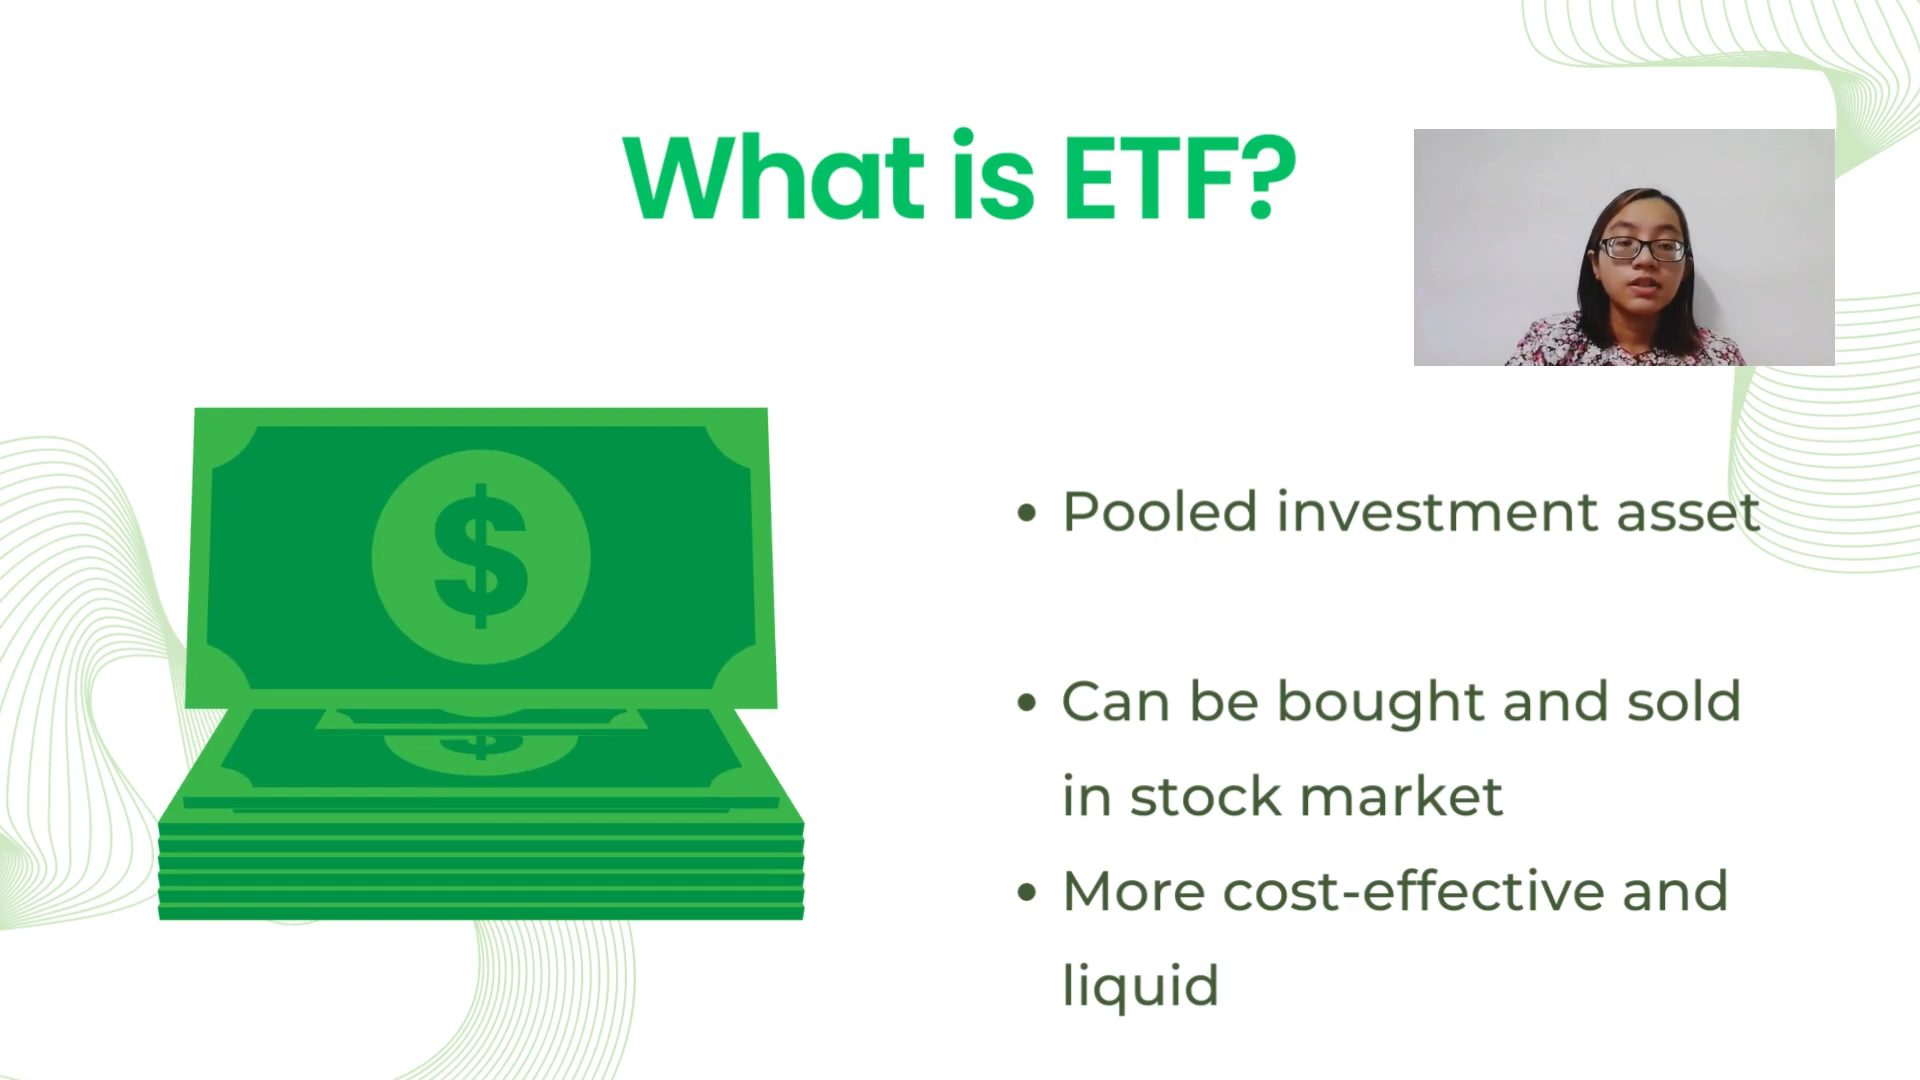 What is ETF?
$
$
• Pooled investment asset
• Can be bought and sold
in stock market
• More cost-effective and
liquid